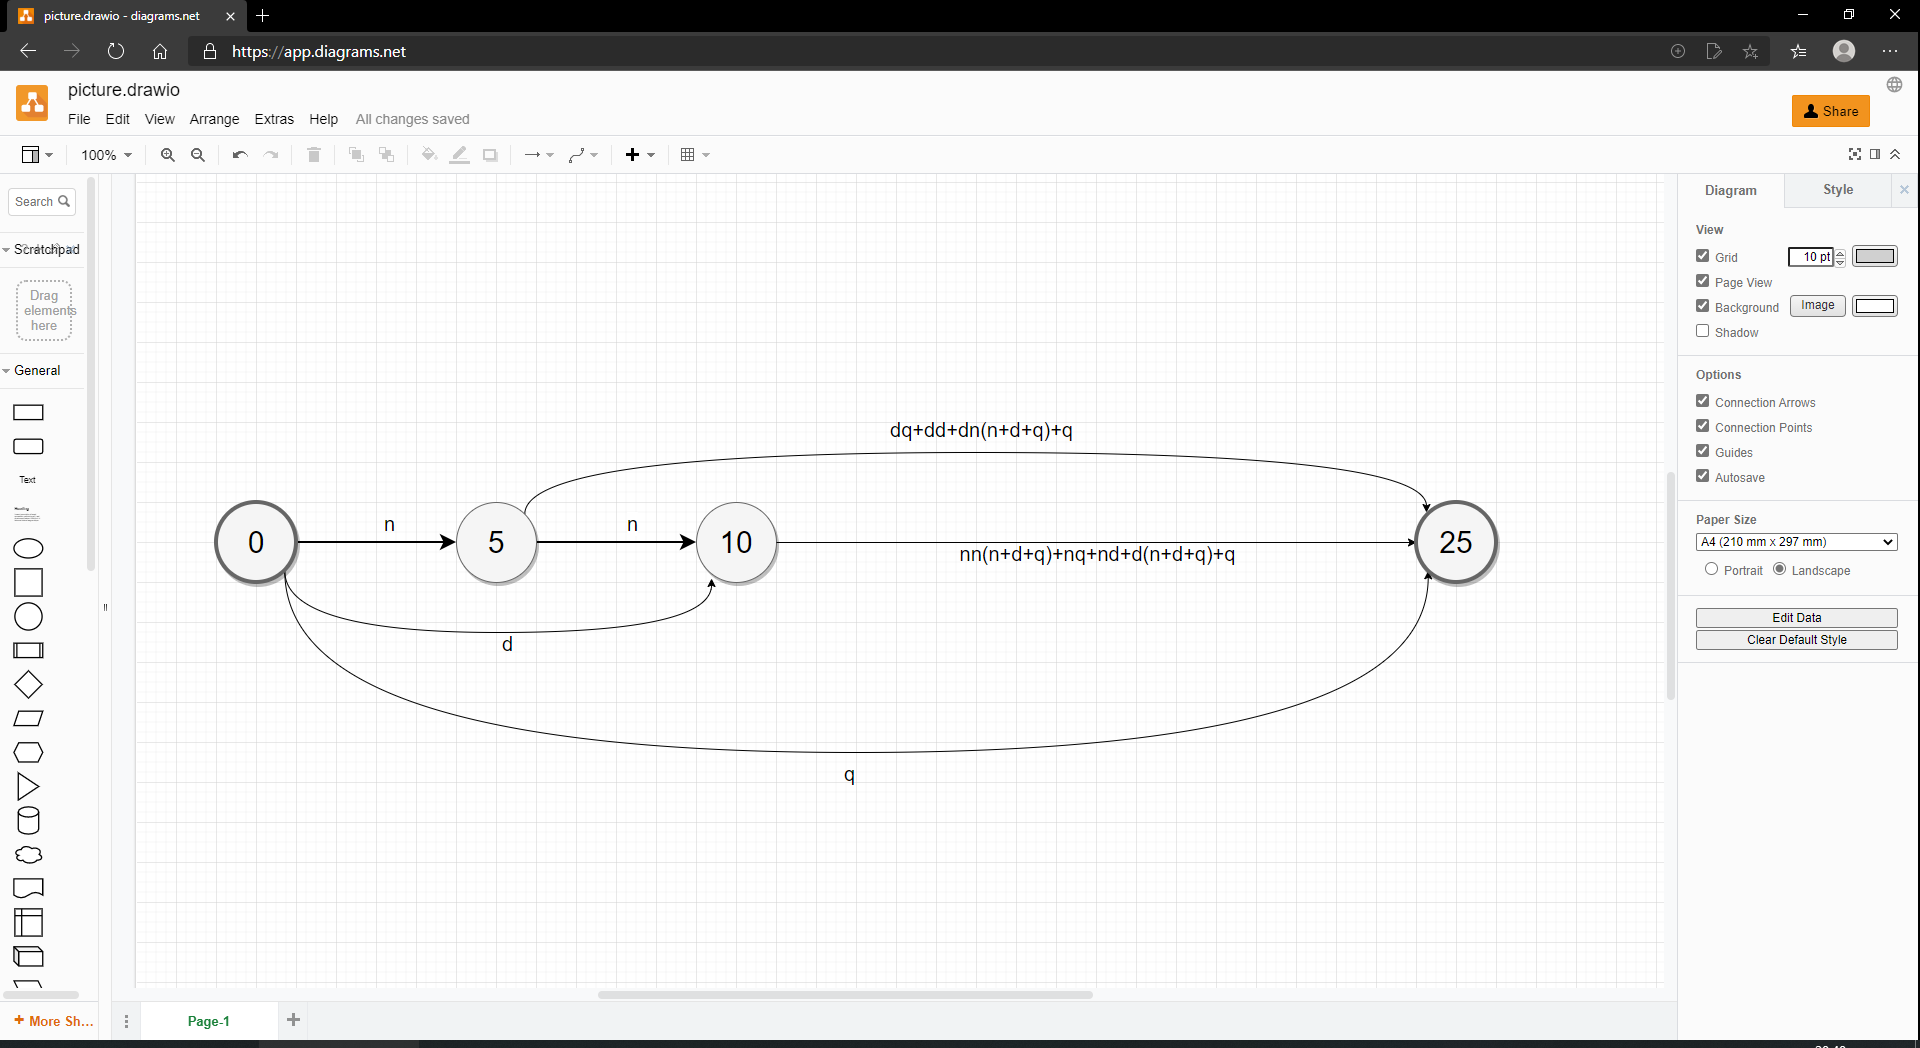 picture.drawio - diagrams.net
https://app.diagrams.net
picture.drawio
File Edit View Arrange Extras Help All changes saved
Share
100%
Search
Scratchpad
Drag
elements
here
General
Text
Heading
More Sh...
dq+dd+dn(n+d+q)+q
0
n
5
n
10
nn(n+d+q)+nq+nd+d(n+d+q)+q
25
d
q
Page-1
Diagram Style
View
Grid 10 pt
Page View
Background Image
Shadow
Options
Connection Arrows
Connection Points
Guides
Autosave
Paper Size
A4 (210 mm x 297 mm)
Portrait Landscape
Edit Data
Clear Default Style